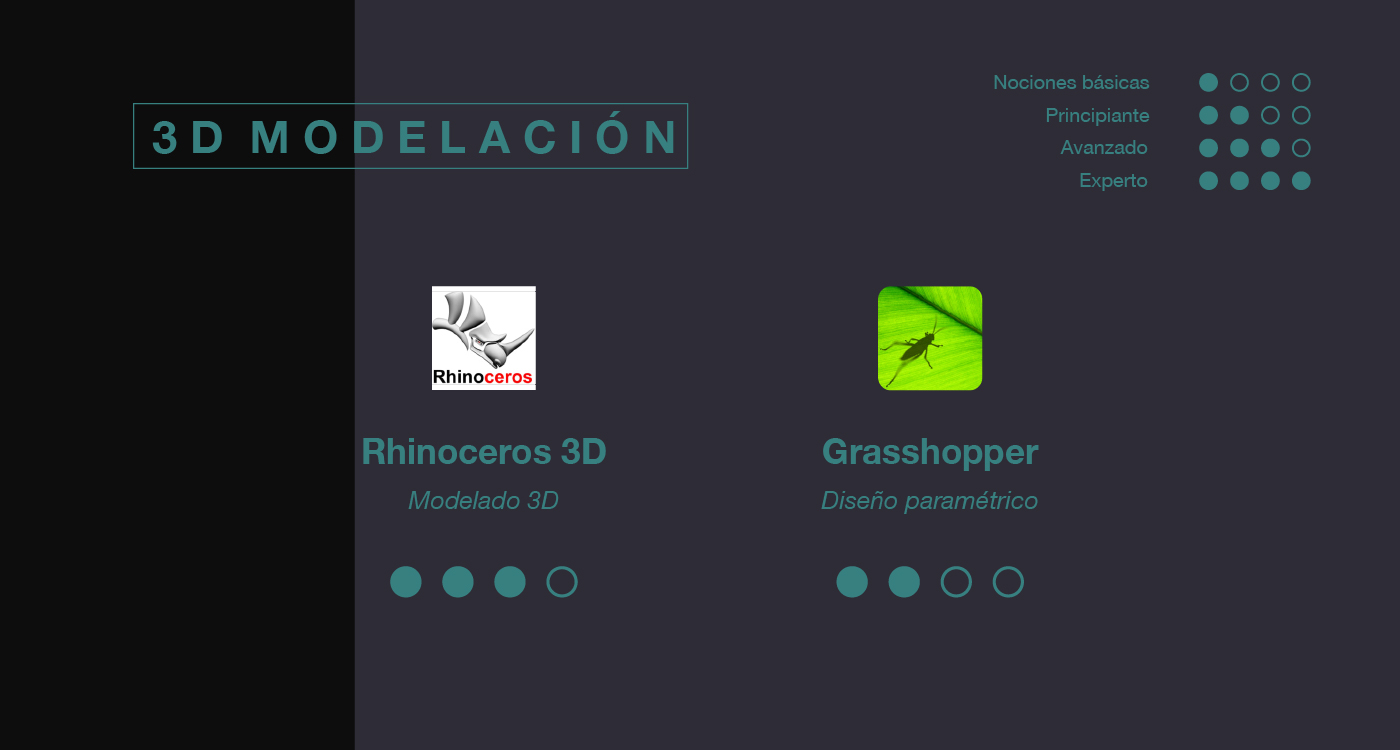 3D MODELACIÓN
Nociones básicas
Principiante
Avanzado
Experto
Rhinoceros
Rhinoceros 3D
Modelado 3D
Grasshopper
Diseño paramétrico